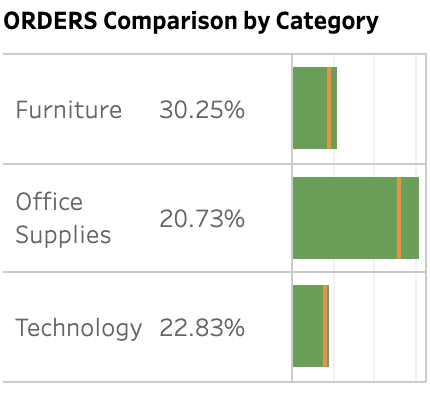 ORDERS Comparison by Category
Furniture 30.25%
Office
Supplies 20.73%
Technology 22.83%